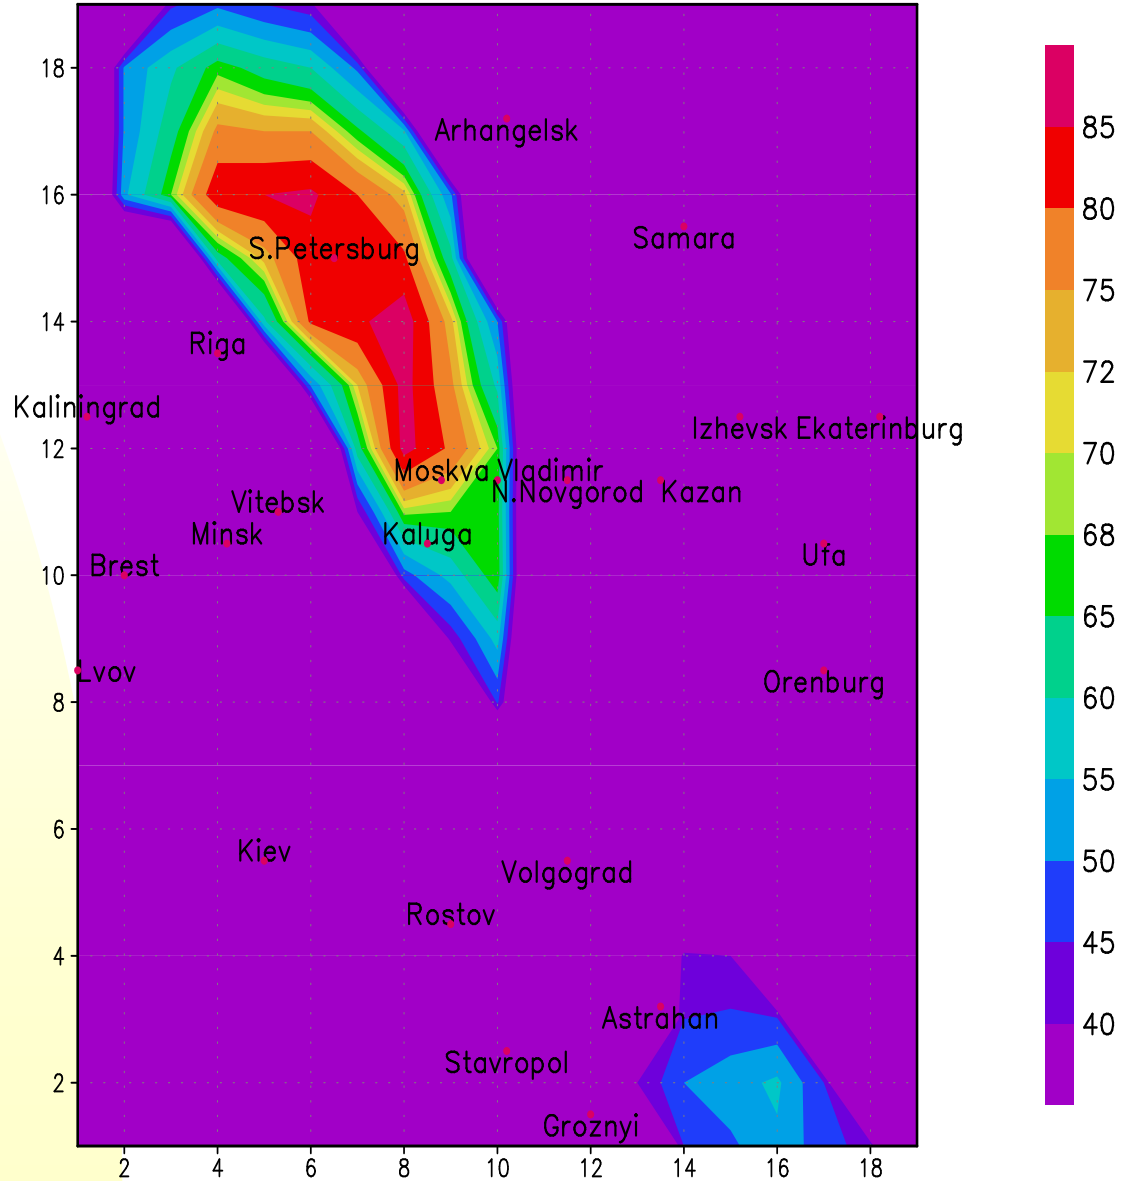 18
Arhangelsk
85
16
80
Samara
S.Petersburg
75
14
Riga
72
Kaliningrad
Izhevsk Ekaterinburg
12
70
Moskva Vladimir
N.Novgorod Kazan
Vitebsk
Minsk
Kaluga
68
Ufa
Brest
10
65
Lvov
Orenburg
8
60
55
6
Kiev
50
Volgograd
Rostov
45
4
Astrahan
40
Stavropol
2
Groznyi
2 4 6 8 10 12 14 16 18